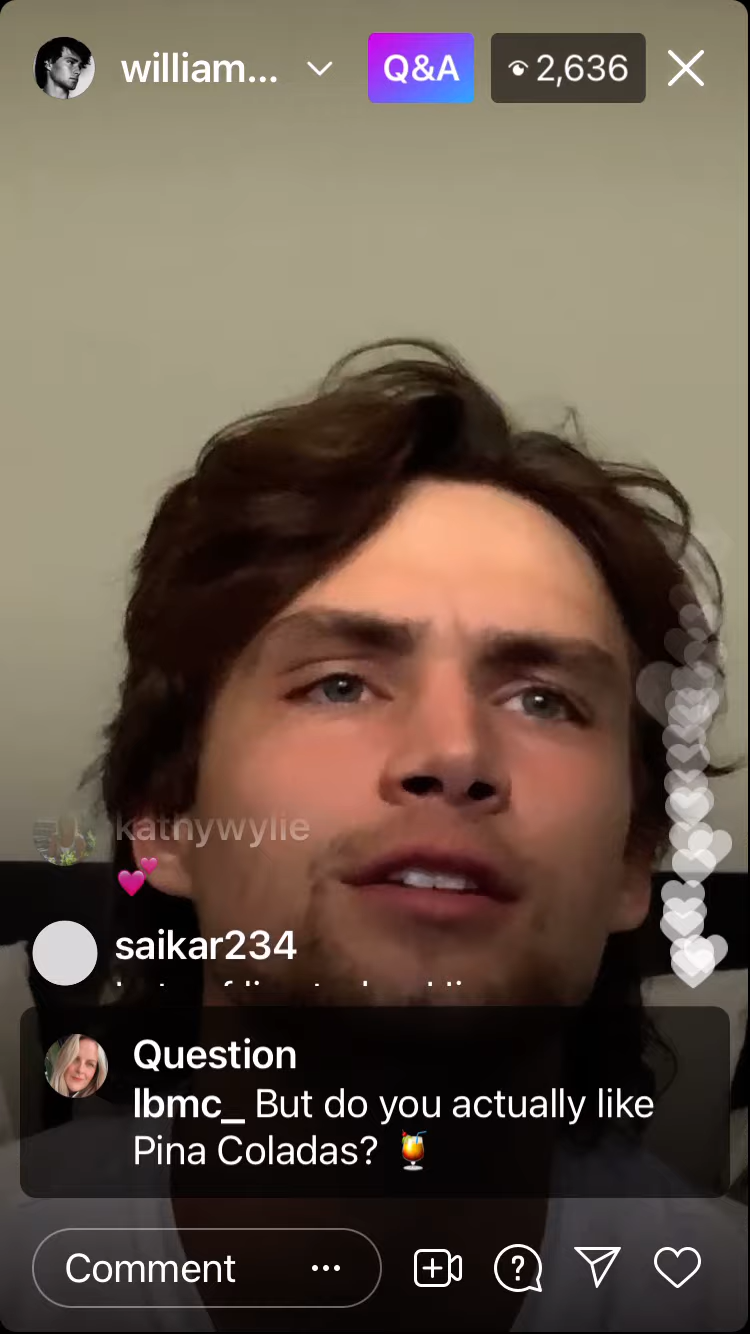 william...
Q&A
2,636
kathywylie
saikar234
Question
lbmc_ But do you actually like
Pina Coladas?
Comment